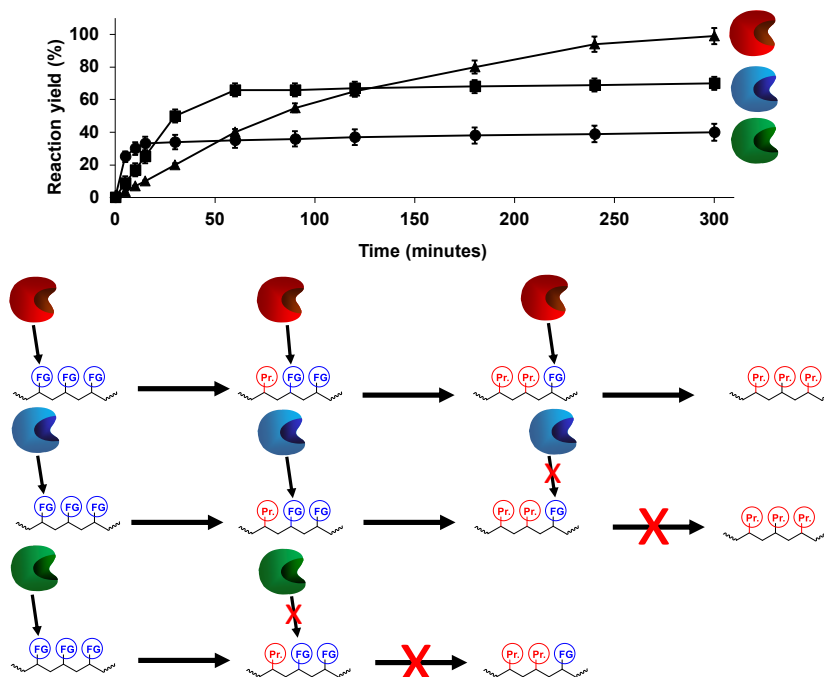 Reaction yield (%)
100
80
60
40
20
0
0 50 100 150 200 250 300
Time (minutes)
FG FG FG Pr. FG FG Pr. Pr. FG Pr. Pr. Pr.
X
FG FG FG Pr. FG FG Pr. Pr. FG X Pr. Pr. Pr.
X
FG FG FG Pr. FG FG X Pr. Pr. FG